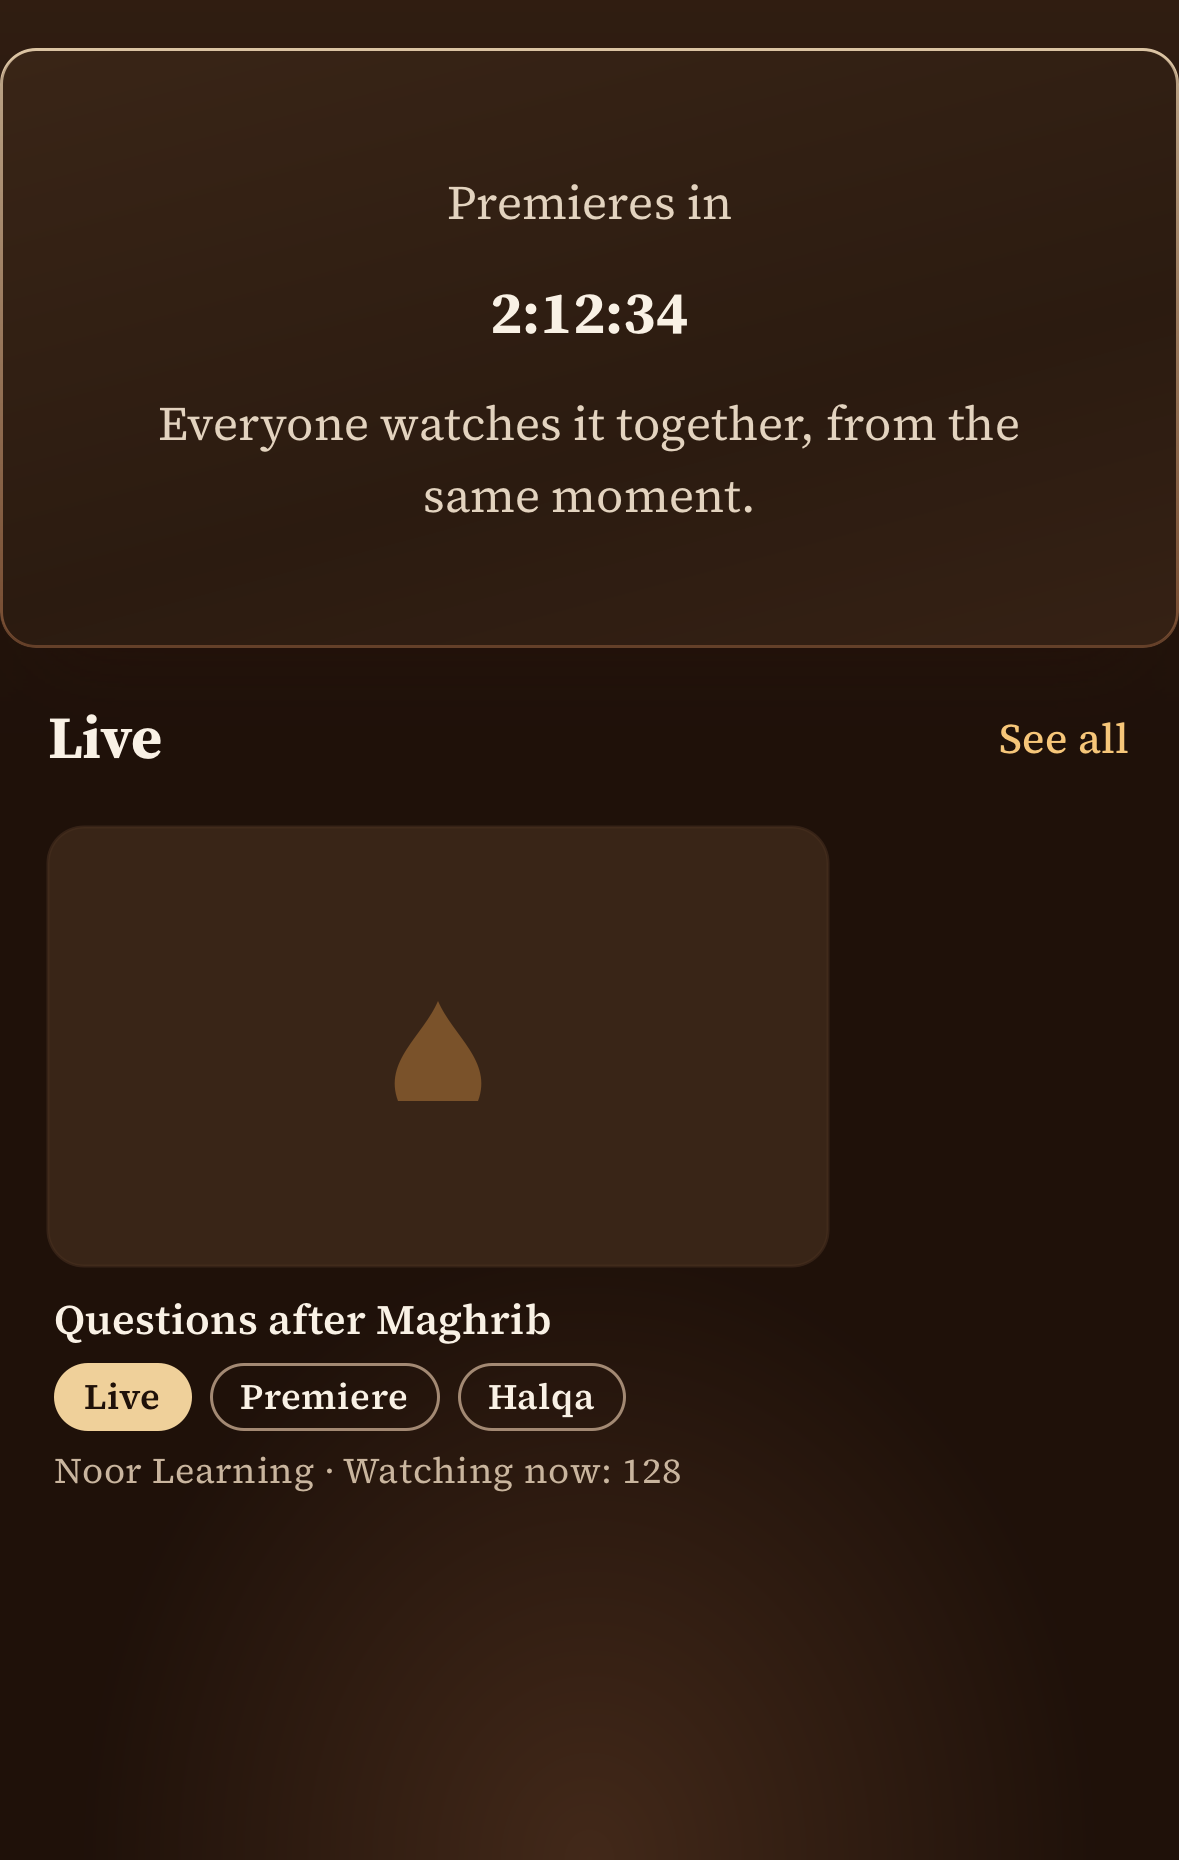 Premieres in
2:12:34
Everyone watches it together, from the
same moment.
Live
See all
Questions after Maghrib
Live
Premiere
Halqa
Noor Learning · Watching now: 128